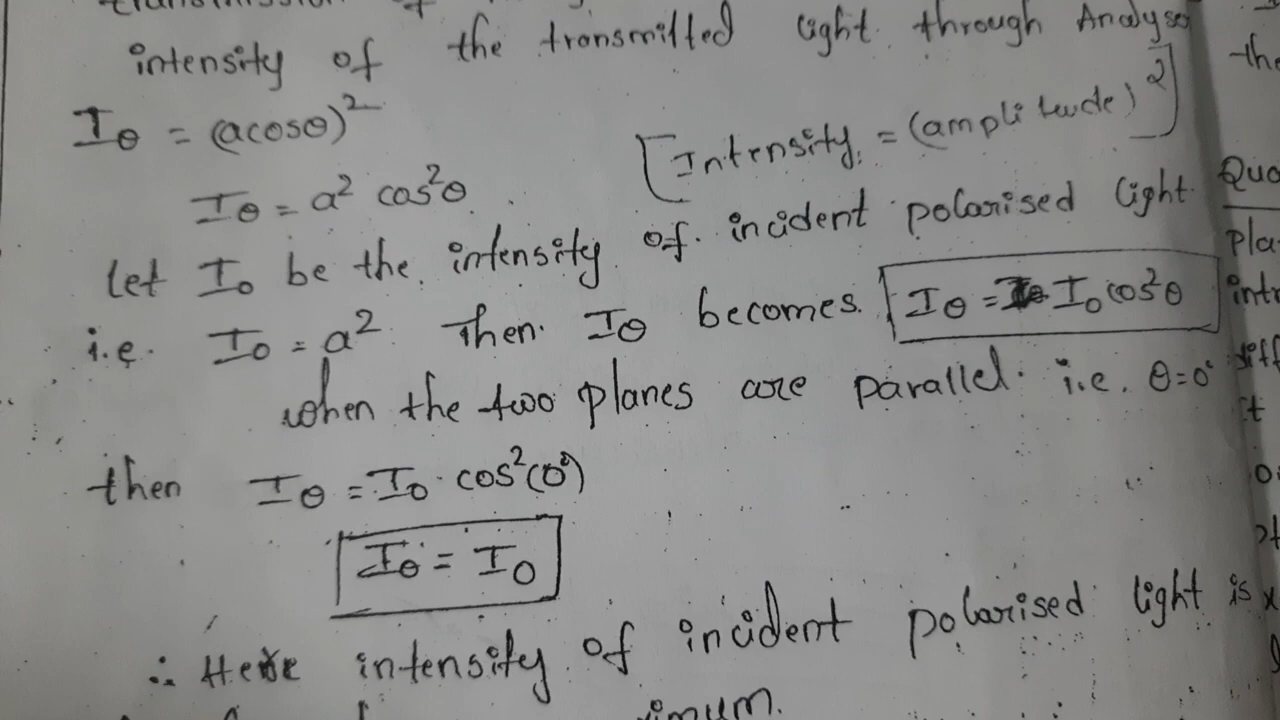 intensity of the transmitted light through Analyser
Iθ = (acosθ)²
[Intensity = (amplitude)²]
Iθ = a² cos²θ
Let I₀ be the intensity of incident polarised light
i.e. I₀ = a² Then Iθ becomes Iθ = I₀ cos²θ
when the two planes are parallel i.e. θ=0°
then Iθ = I₀ cos²(0°)
Iθ = I₀
∴ Here intensity of incident polarised light is